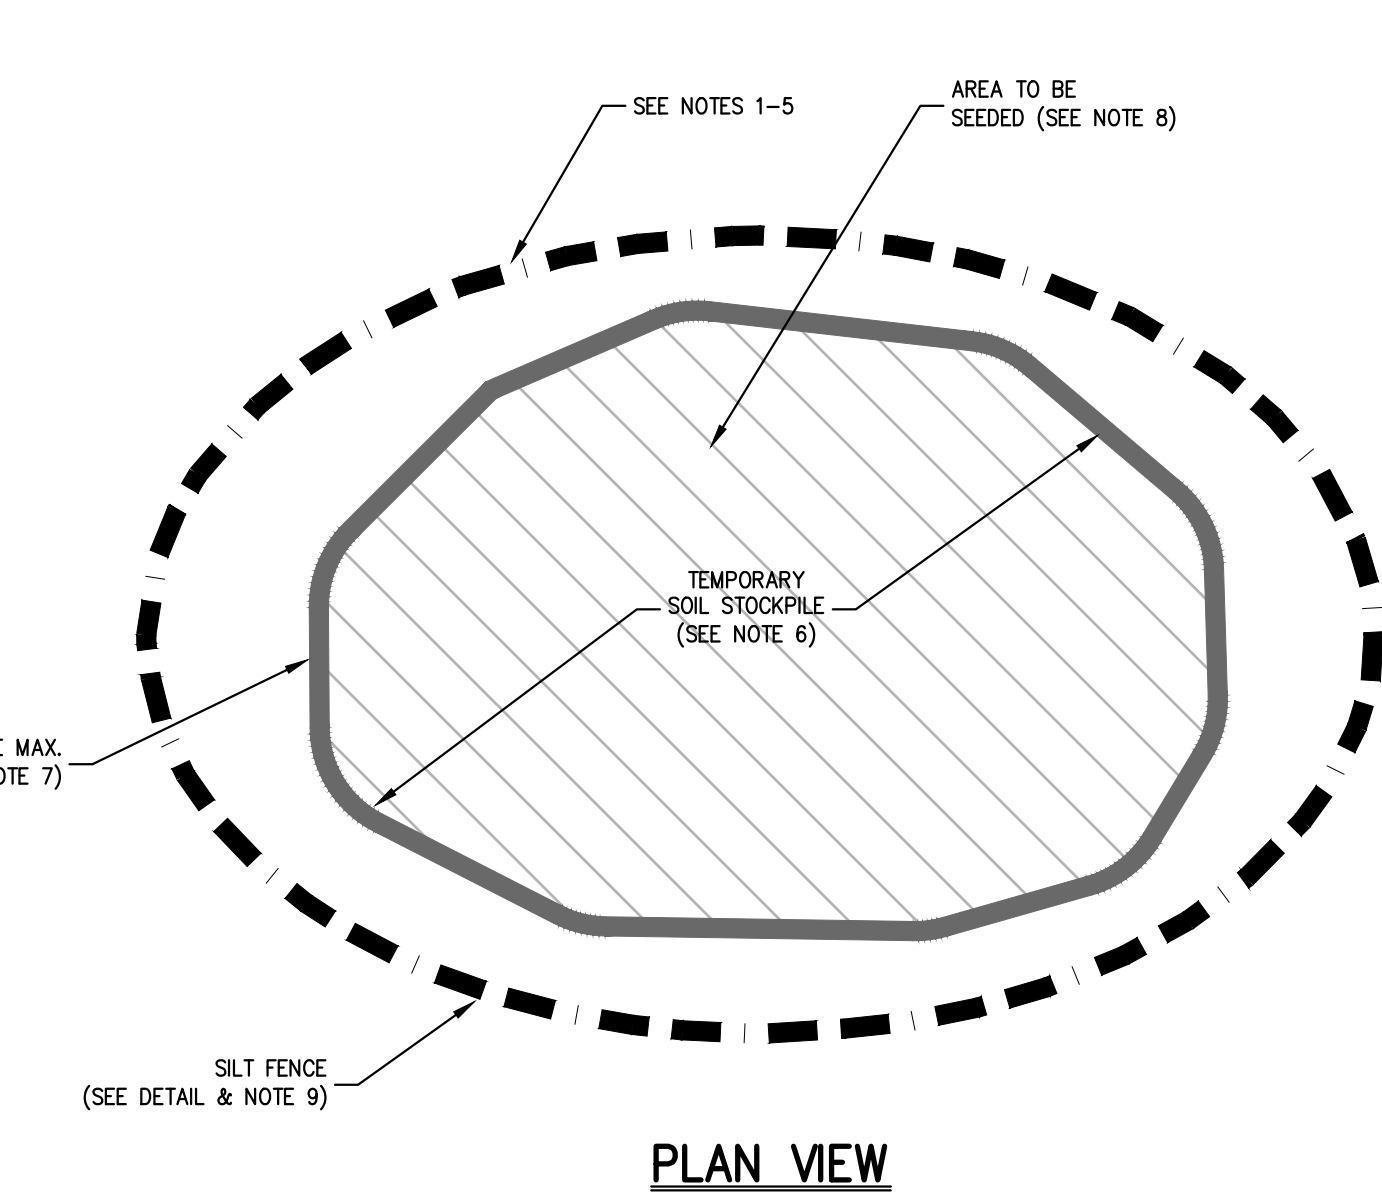 AREA TO BE
SEEDED (SEE NOTE 8)
SEE NOTES 1-5
TEMPORARY
SOIL STOCKPILE
(SEE NOTE 6)
MAX.
7)
SILT FENCE
(SEE DETAIL & NOTE 9)
PLAN VIEW